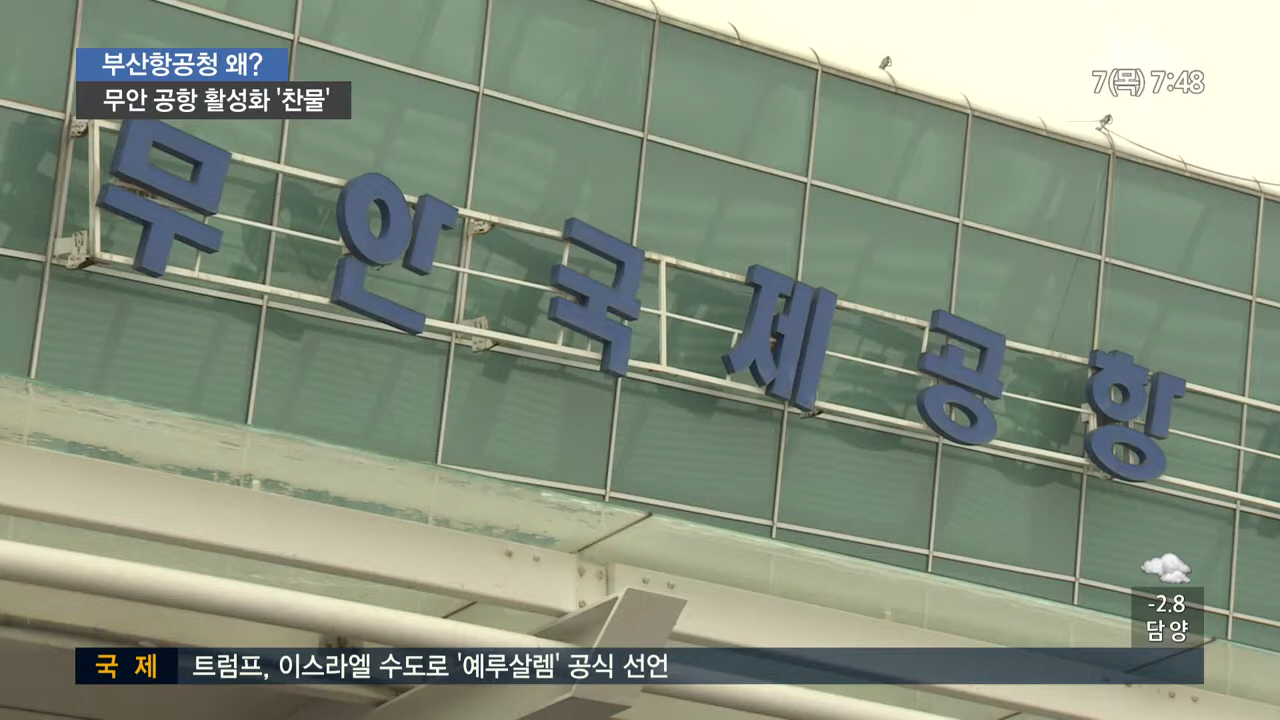 부산항공청 왜?
무안 공항 활성화 '찬물'
7(목) 7:48
무안국제공항
-2.8
담양
국제 트럼프, 이스라엘 수도로 '예루살렘' 공식 선언